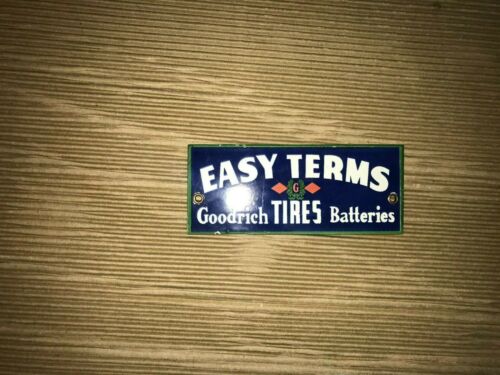 EASY TERMS
G
Goodrich TIRES Batteries